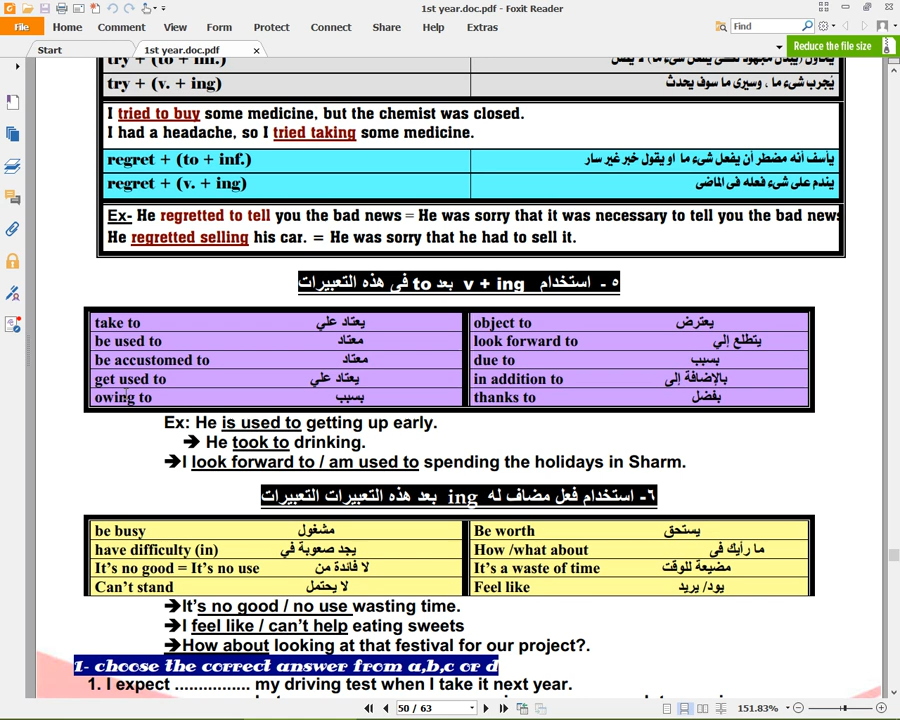 1st year.doc.pdf - Foxit Reader
File Home Comment View Form Protect Connect Share Help Extras
Find
Start 1st year.doc.pdf
Reduce the file size
try + (to + inf.)
try + (v. + ing) يُجرب شىء ما ، وسيرى ما سوف يحدث
I tried to buy some medicine, but the chemist was closed.
I had a headache, so I tried taking some medicine.
regret + (to + inf.) يأسف أنه مضطر أن يفعل شىء ما او يقول خبر غير سار
regret + (v. + ing) يندم على شىء فعله فى الماضى
Ex- He regretted to tell you the bad news = He was sorry that it was necessary to tell you the bad news
He regretted selling his car. = He was sorry that he had to sell it.
٥ - استخدام v + ing بعد to فى هذه التعبيرات
take to يعتاد علي object to يعترض
be used to معتاد look forward to يتطلع إلي
be accustomed to معتاد due to بسبب
get used to يعتاد علي in addition to بالإضافة إلى
owing to بسبب thanks to بفضل
Ex: He is used to getting up early.
➔ He took to drinking.
➔I look forward to / am used to spending the holidays in Sharm.
٦- استخدام فعل مضاف له ing بعد هذه التعبيرات التعبيرات
be busy مشغول Be worth يستحق
have difficulty (in) يجد صعوبة في How /what about ما رأيك فى
It's no good = It's no use لا فائدة من It's a waste of time مضيعة للوقت
Can't stand لا يحتمل Feel like يود/ يريد
➔It's no good / no use wasting time.
➔I feel like / can't help eating sweets
➔How about looking at that festival for our project?.
1- choose the correct answer from a,b,c or d
1. I expect ................ my driving test when I take it next year.
50 / 63 151.83%